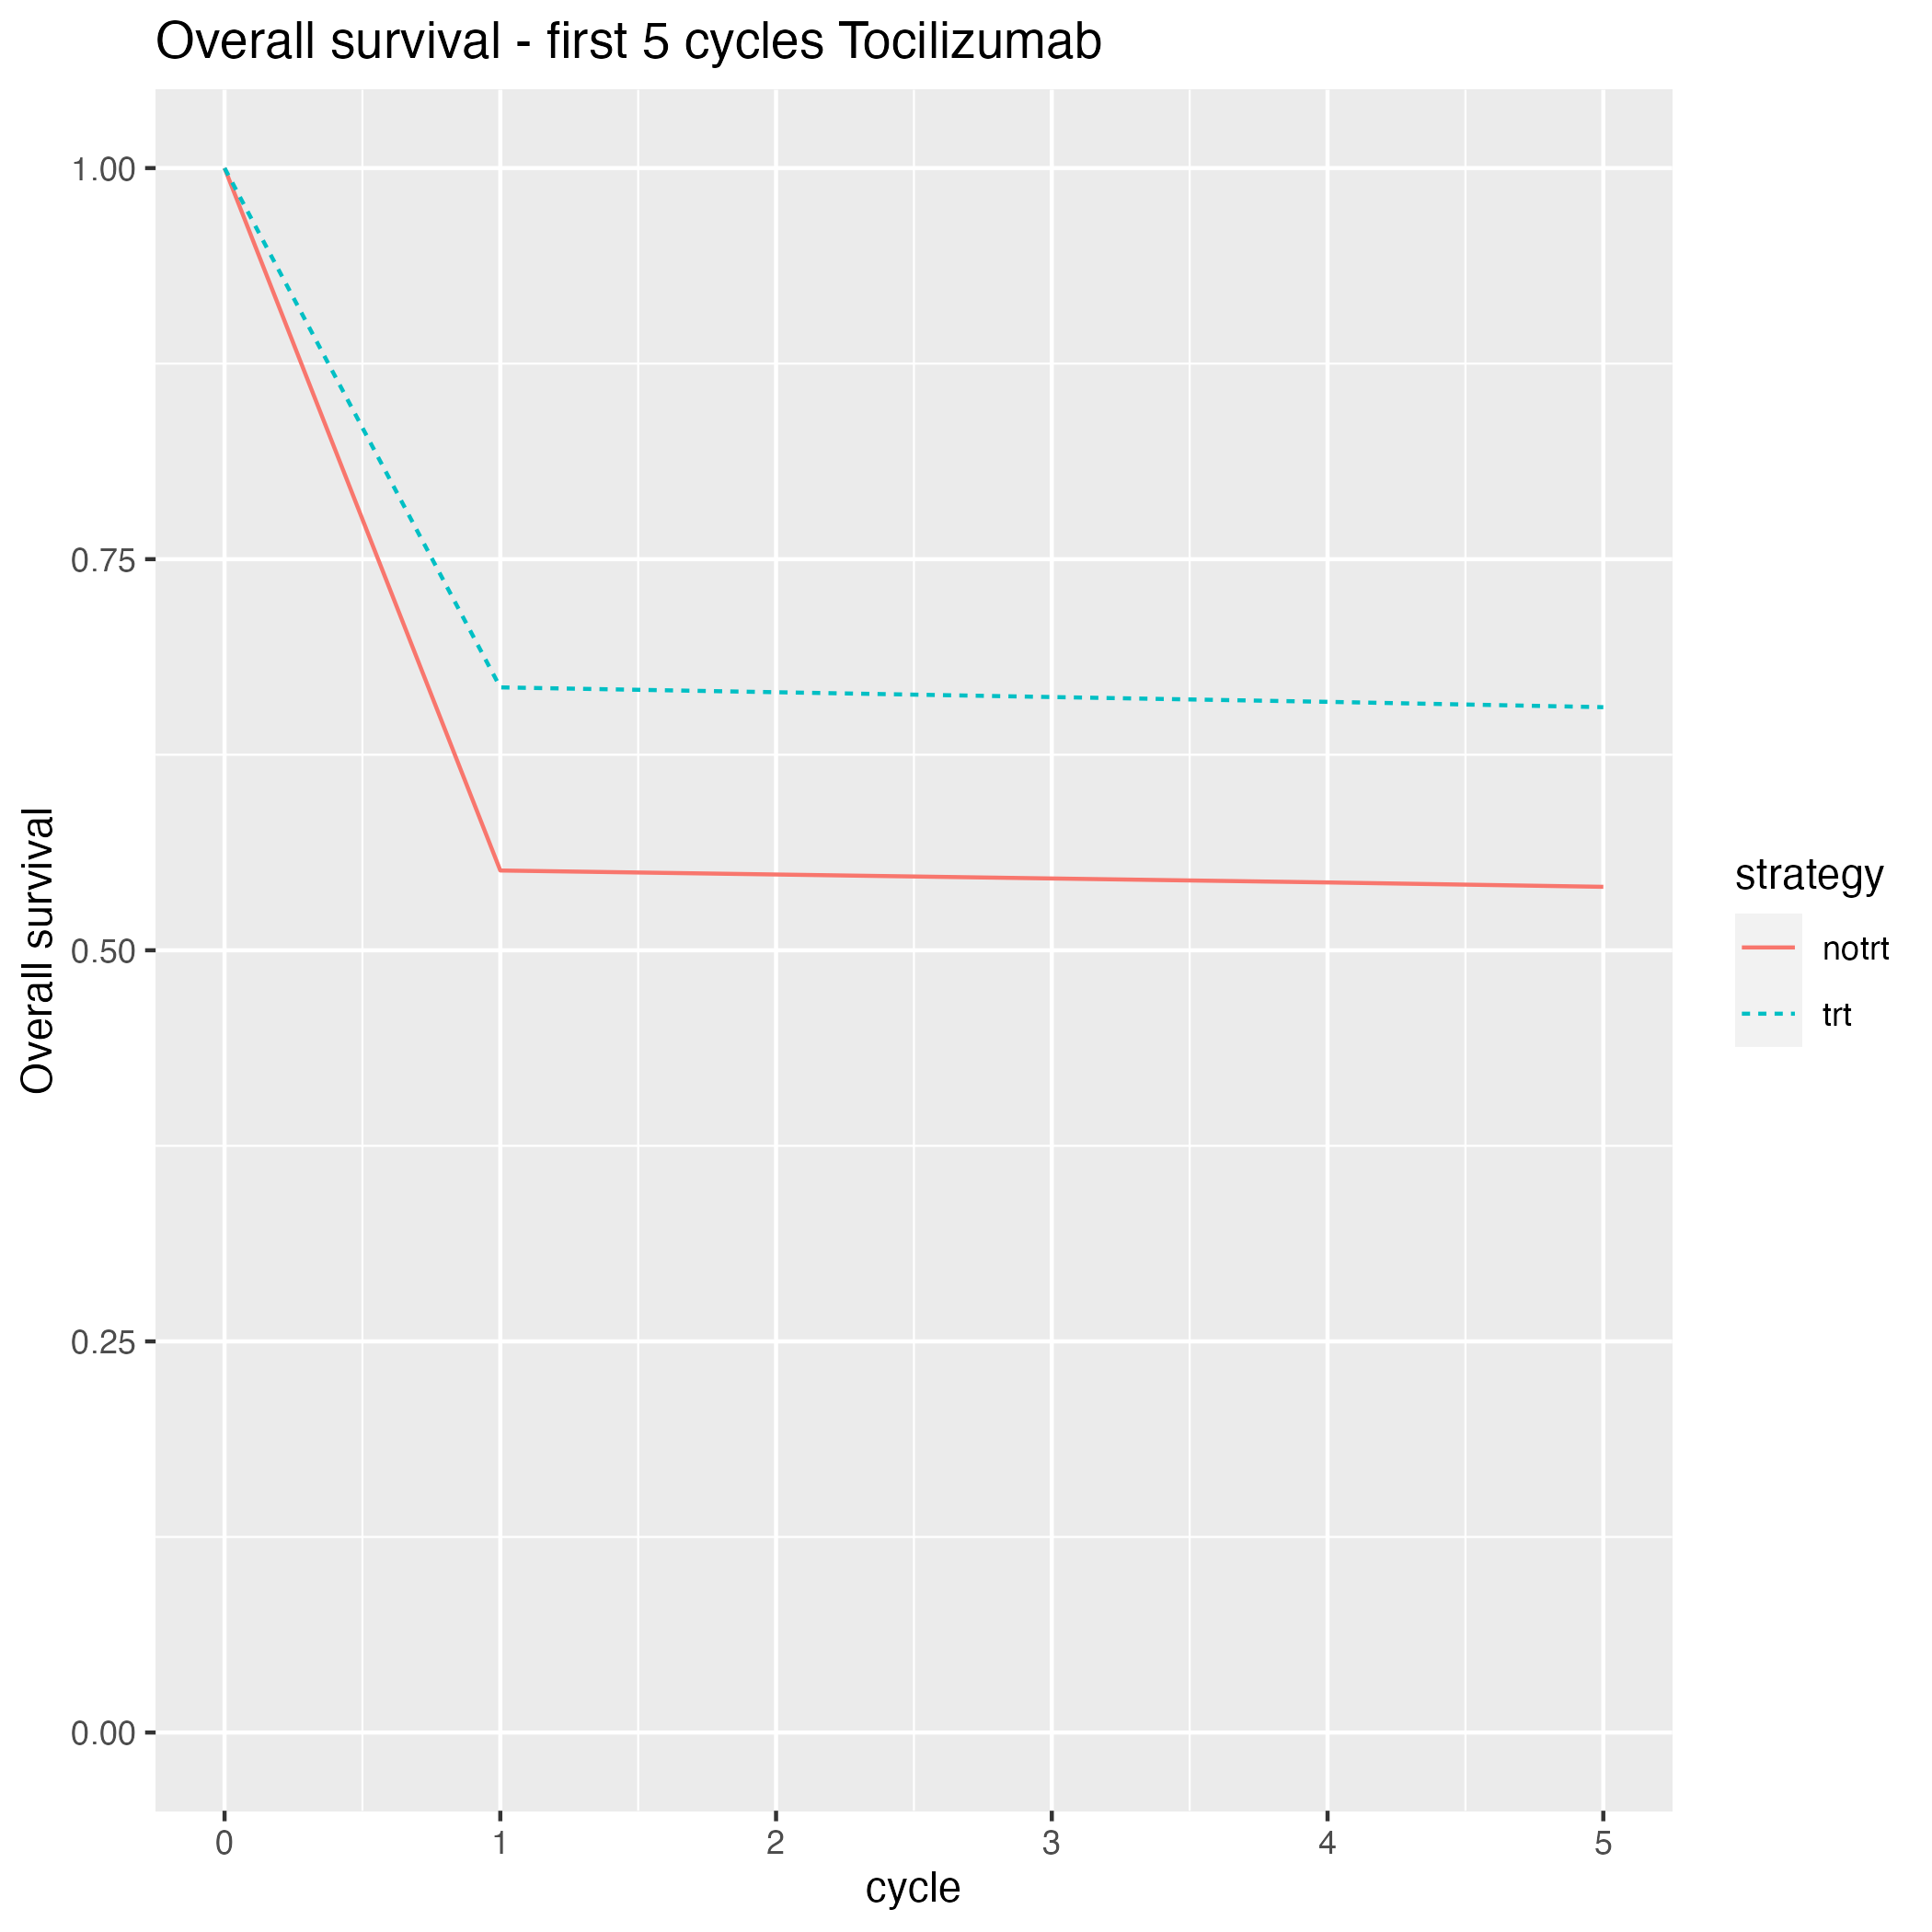 Overall survival - first 5 cycles Tocilizumab
1.00
0.75
0.50
0.25
0.00
Overall survival
0 1 2 3 4 5
cycle
strategy
notrt
trt